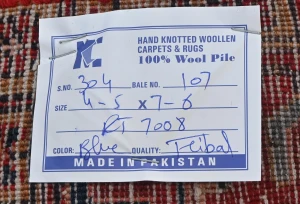 HAND KNOTTED WOOLLEN
CARPETS & RUGS
100% Wool Pile
S.NO. 304 BALE NO. 107
SIZE 4-5 x 7-6
RT 7008
COLOR: Blue QUALITY: Tribal
MADE IN PAKISTAN